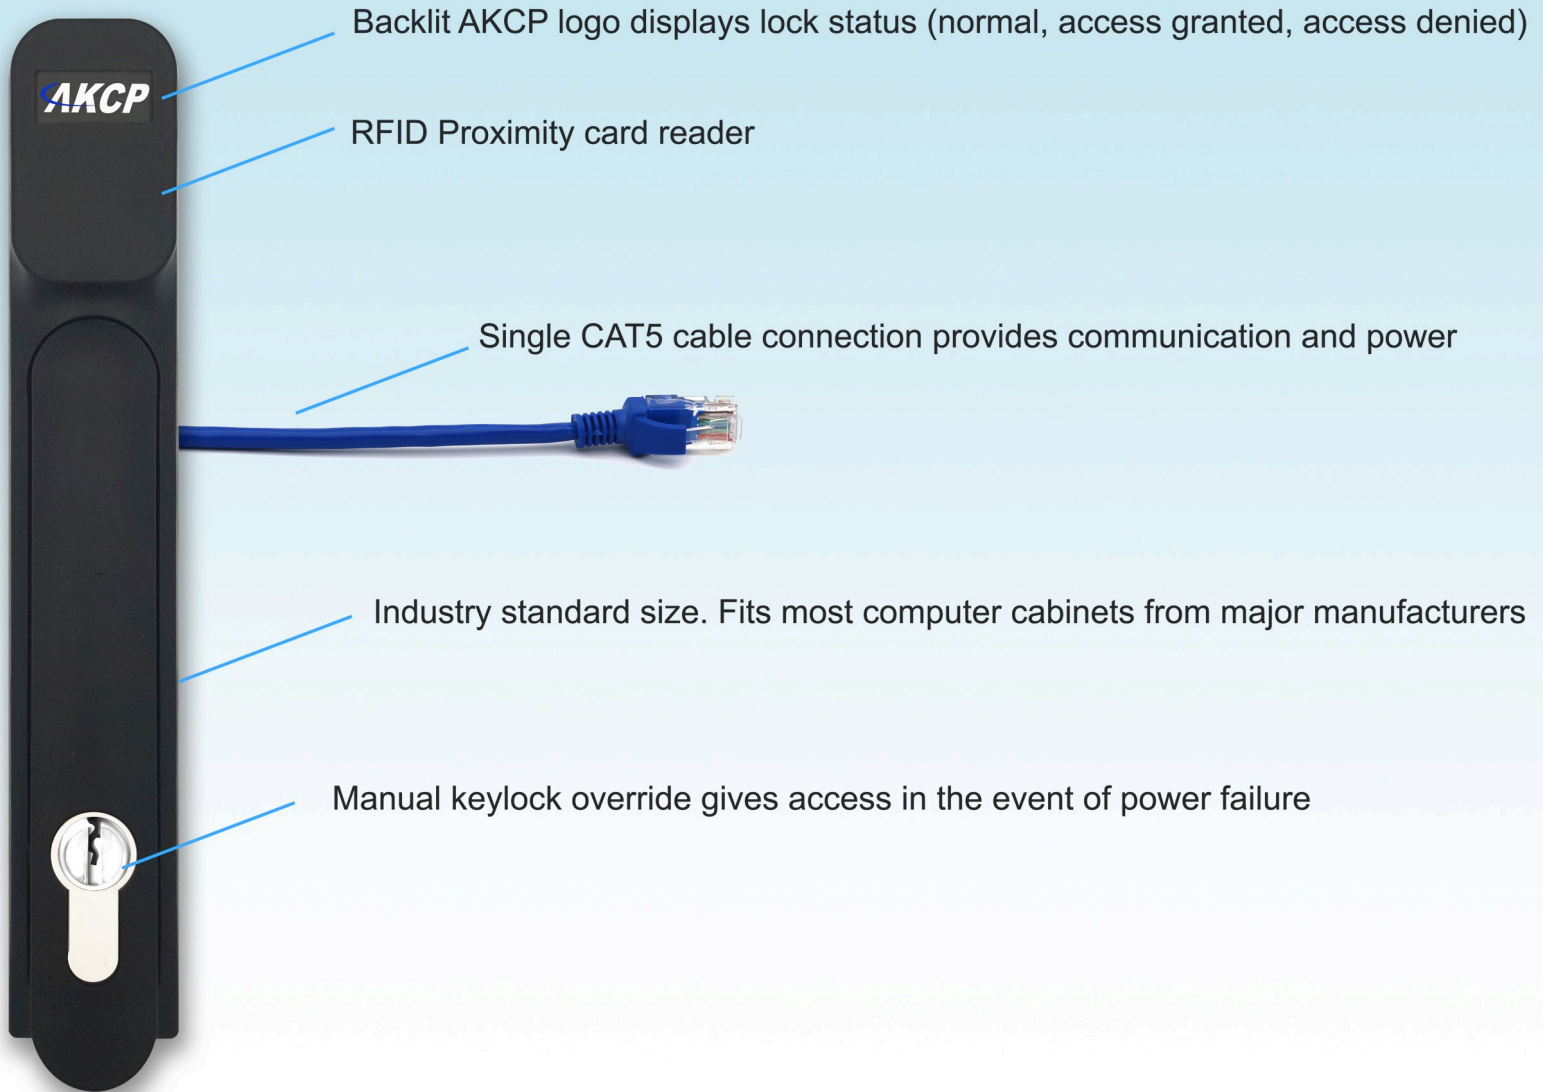 Backlit AKCP logo displays lock status (normal, access granted, access denied)
AKCP
RFID Proximity card reader
Single CAT5 cable connection provides communication and power
Industry standard size. Fits most computer cabinets from major manufacturers
Manual keylock override gives access in the event of power failure